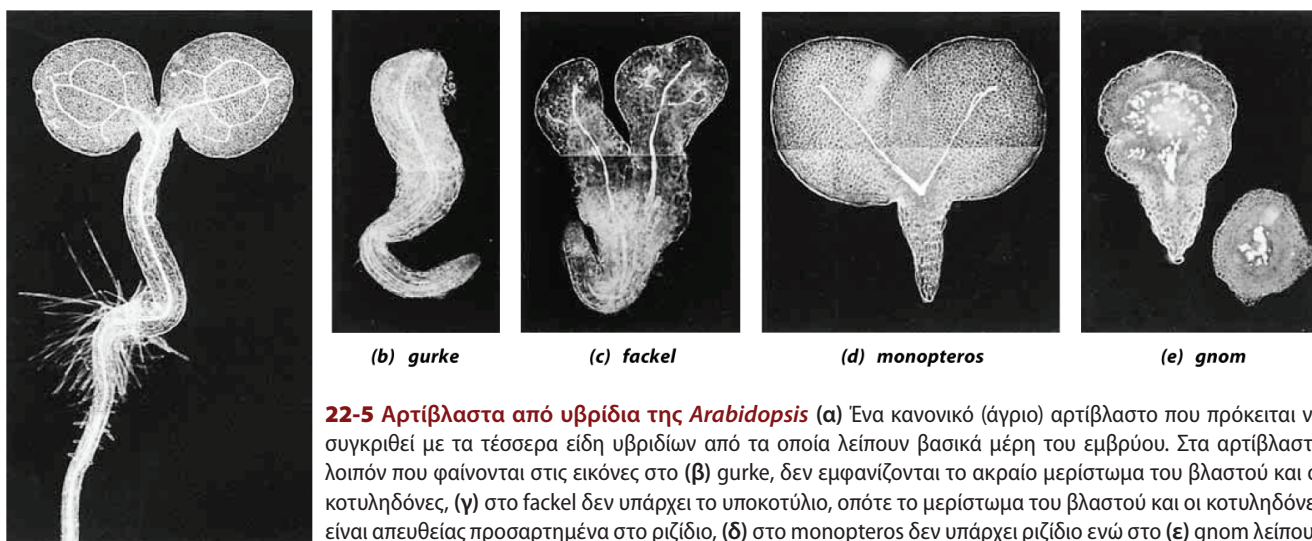 (b) gurke
(c) fackel
(d) monopteros
(e) gnom
22-5 Αρτίβλαστα από υβρίδια της Arabidopsis (α) Ένα κανονικό (άγριο) αρτίβλαστο που πρόκειται ν
συγκριθεί με τα τέσσερα είδη υβριδίων από τα οποία λείπουν βασικά μέρη του εμβρύου. Στα αρτίβλαστ
λοιπόν που φαίνονται στις εικόνες στο (β) gurke, δεν εμφανίζονται το ακραίο μερίστωμα του βλαστού και ο
κοτυληδόνες, (γ) στο fackel δεν υπάρχει το υποκοτύλιο, οπότε το μερίστωμα του βλαστού και οι κοτυληδόνε
είναι απευθείας προσαρτημένα στο ριζίδιο, (δ) στο monopteros δεν υπάρχει ριζίδιο ενώ στο (ε) gnom λείπου